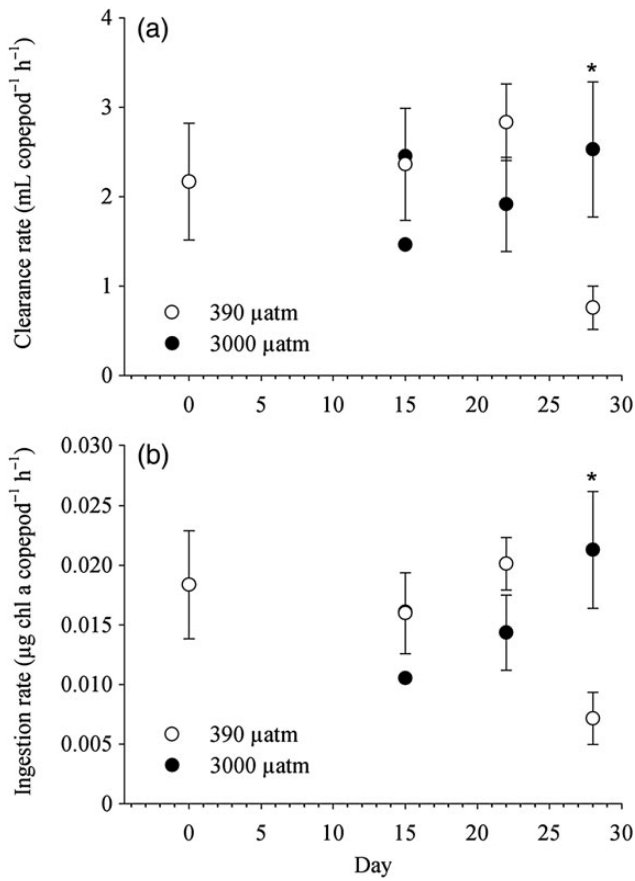 (a)
Clearance rate (mL copepod⁻¹ h⁻¹)
4
3
2
1
0
*
390 µatm
3000 µatm
0 5 10 15 20 25 30
(b)
Ingestion rate (µg chl a copepod⁻¹ h⁻¹)
0.030
0.025
0.020
0.015
0.010
0.005
0
*
390 µatm
3000 µatm
0 5 10 15 20 25 30
Day